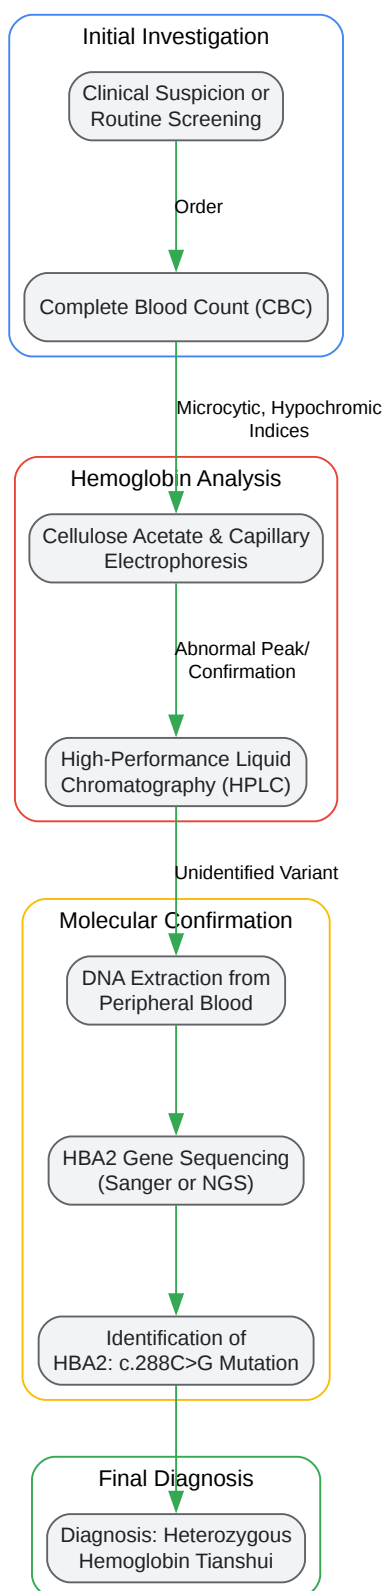 Initial Investigation
Clinical Suspicion or
Routine Screening
Order
Complete Blood Count (CBC)
Microcytic, Hypochromic
Indices
Hemoglobin Analysis
Cellulose Acetate & Capillary
Electrophoresis
Abnormal Peak/
Confirmation
High-Performance Liquid
Chromatography (HPLC)
Unidentified Variant
Molecular Confirmation
DNA Extraction from
Peripheral Blood
HBA2 Gene Sequencing
(Sanger or NGS)
Identification of
HBA2: c.288C>G Mutation
Final Diagnosis
Diagnosis: Heterozygous
Hemoglobin Tianshui